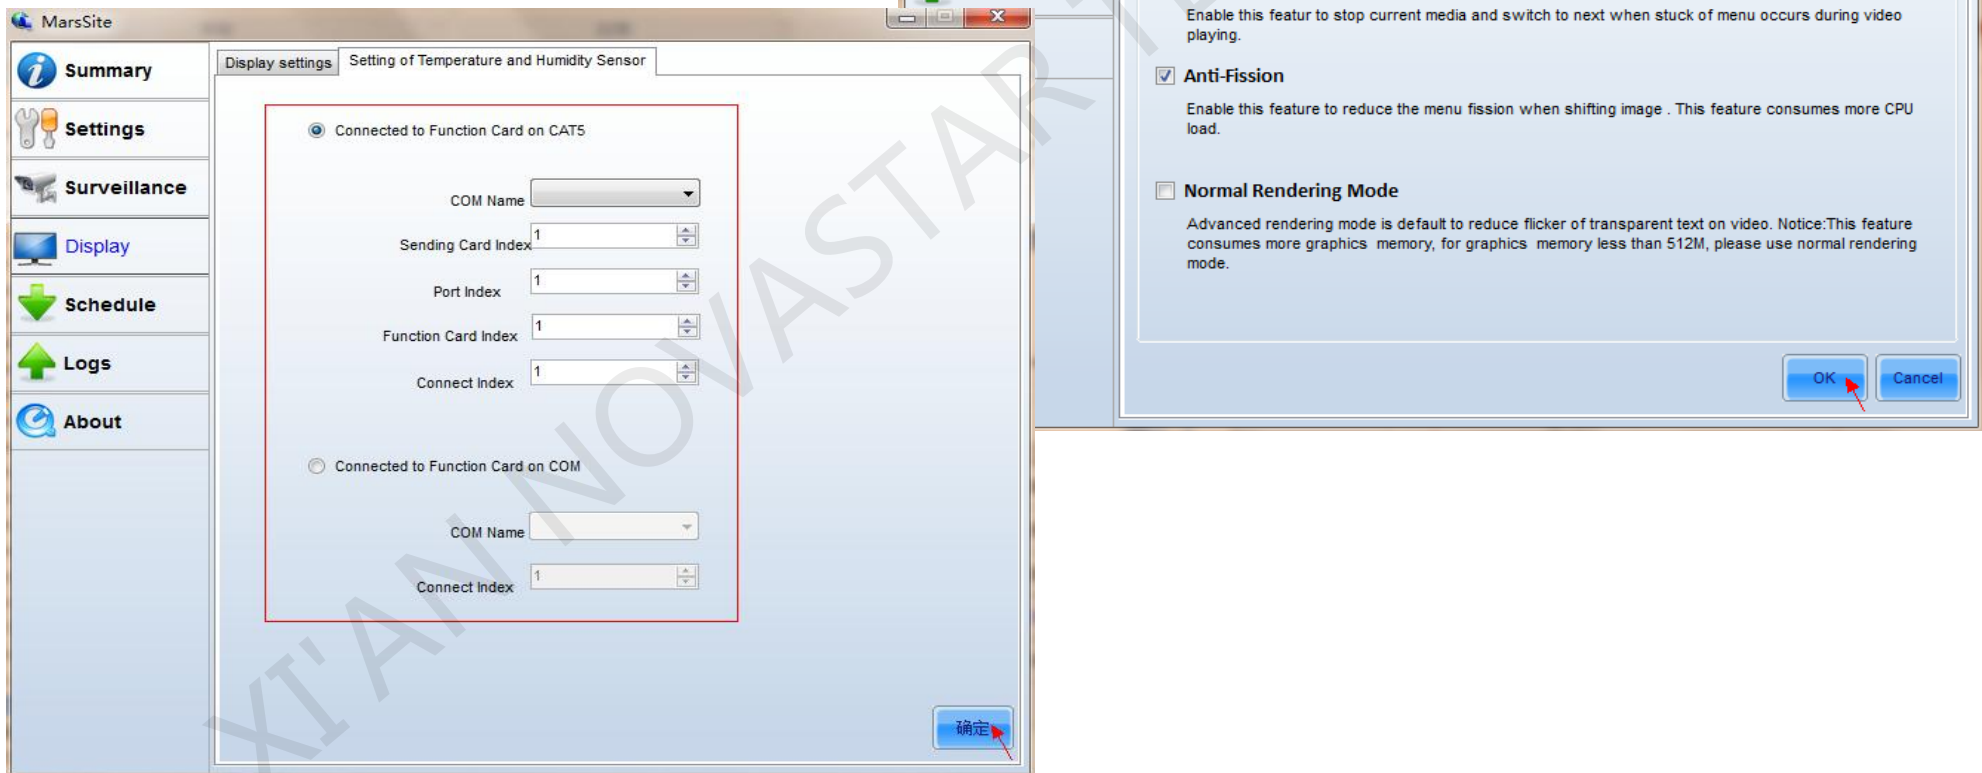 MarsSite
Summary
Settings
Surveillance
Display
Schedule
Logs
About
Display settings
Setting of Temperature and Humidity Sensor
Connected to Function Card on CAT5
COM Name
Sending Card Index 1
Port Index 1
Function Card Index 1
Connect Index 1
Connected to Function Card on COM
COM Name
Connect Index 1
确定
Enable this featur to stop current media and switch to next when stuck of menu occurs during video
playing.
Anti-Fission
Enable this feature to reduce the menu fission when shifting image . This feature consumes more CPU
load.
Normal Rendering Mode
Advanced rendering mode is default to reduce flicker of transparent text on video. Notice:This feature
consumes more graphics memory, for graphics memory less than 512M, please use normal rendering
mode.
OK
Cancel
XI'AN NOVASTAR